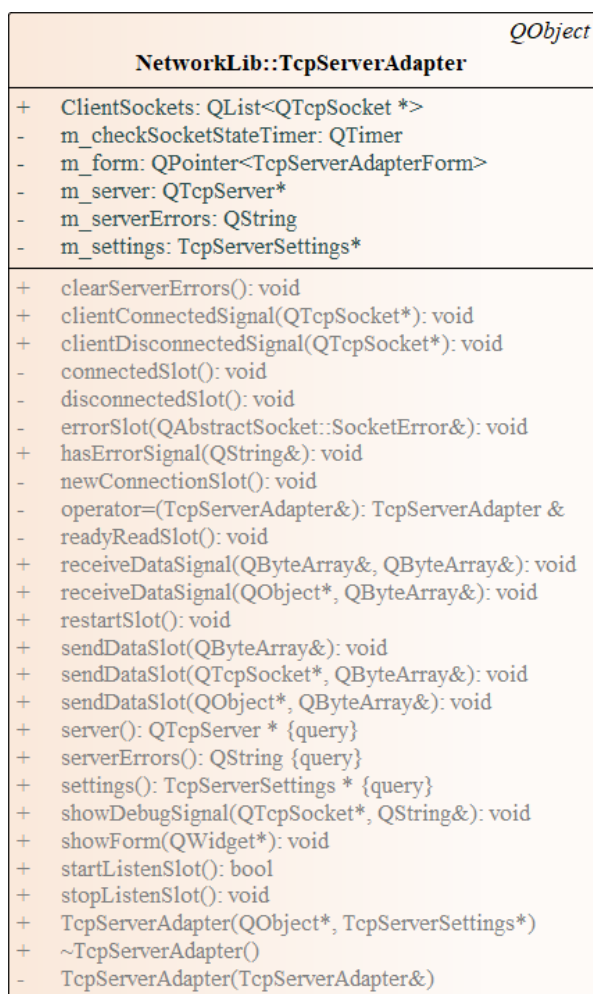 QObject
NetworkLib::TcpServerAdapter
+ ClientSockets: QList<QTcpSocket *>
- m_checkSocketStateTimer: QTimer
- m_form: QPointer<TcpServerAdapterForm>
- m_server: QTcpServer*
- m_serverErrors: QString
- m_settings: TcpServerSettings*
+ clearServerErrors(): void
+ clientConnectedSignal(QTcpSocket*): void
+ clientDisconnectedSignal(QTcpSocket*): void
- connectedSlot(): void
- disconnectedSlot(): void
- errorSlot(QAbstractSocket::SocketError&): void
+ hasErrorSignal(QString&): void
- newConnectionSlot(): void
- operator=(TcpServerAdapter&): TcpServerAdapter &
- readyReadSlot(): void
+ receiveDataSignal(QByteArray&, QByteArray&): void
+ receiveDataSignal(QObject*, QByteArray&): void
+ restartSlot(): void
+ sendDataSlot(QByteArray&): void
+ sendDataSlot(QTcpSocket*, QByteArray&): void
+ sendDataSlot(QObject*, QByteArray&): void
+ server(): QTcpServer * {query}
+ serverErrors(): QString {query}
+ settings(): TcpServerSettings * {query}
+ showDebugSignal(QTcpSocket*, QString&): void
+ showForm(QWidget*): void
+ startListenSlot(): bool
+ stopListenSlot(): void
+ TcpServerAdapter(QObject*, TcpServerSettings*)
+ ~TcpServerAdapter()
- TcpServerAdapter(TcpServerAdapter&)